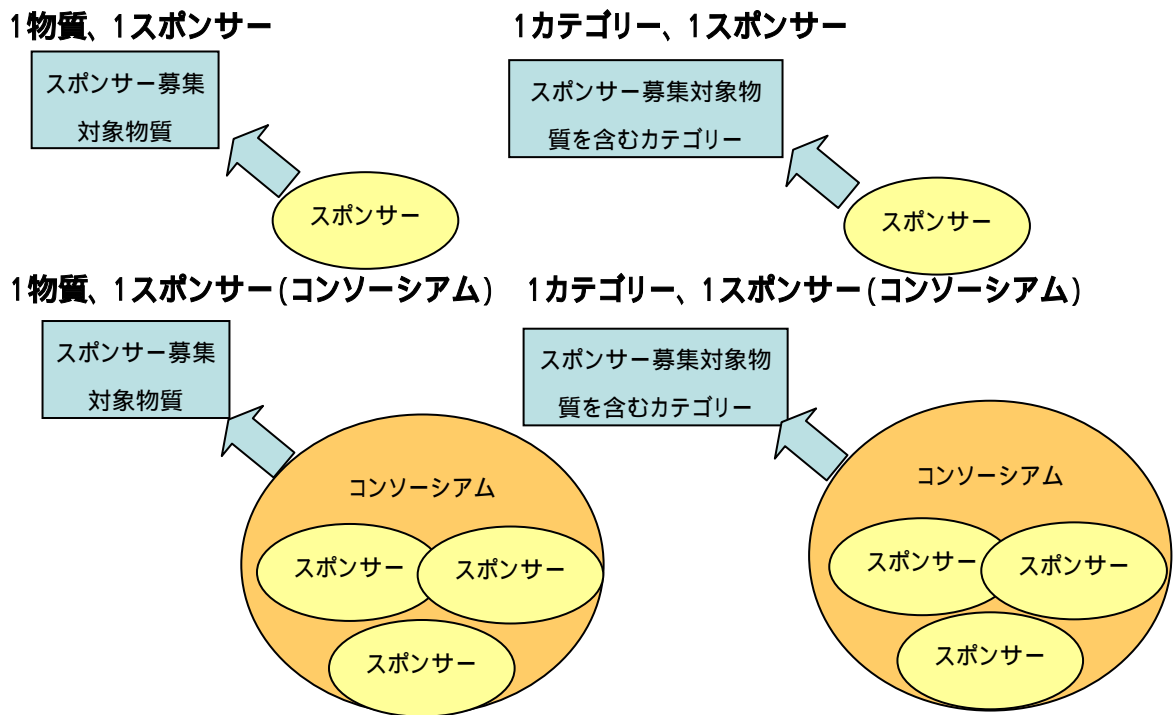 1物質、1スポンサー
スポンサー募集
対象物質
スポンサー
1カテゴリー、1スポンサー
スポンサー募集対象物
質を含むカテゴリー
スポンサー
1物質、1スポンサー(コンソーシアム)
スポンサー募集
対象物質
コンソーシアム
スポンサー
スポンサー
スポンサー
1カテゴリー、1スポンサー(コンソーシアム)
スポンサー募集対象物
質を含むカテゴリー
コンソーシアム
スポンサー
スポンサー
スポンサー